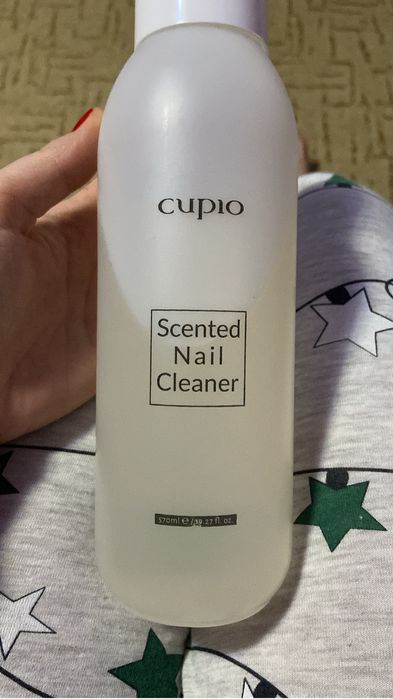 cupio
Scented
Nail
Cleaner
570ml ℮ / 19.27 fl. oz.